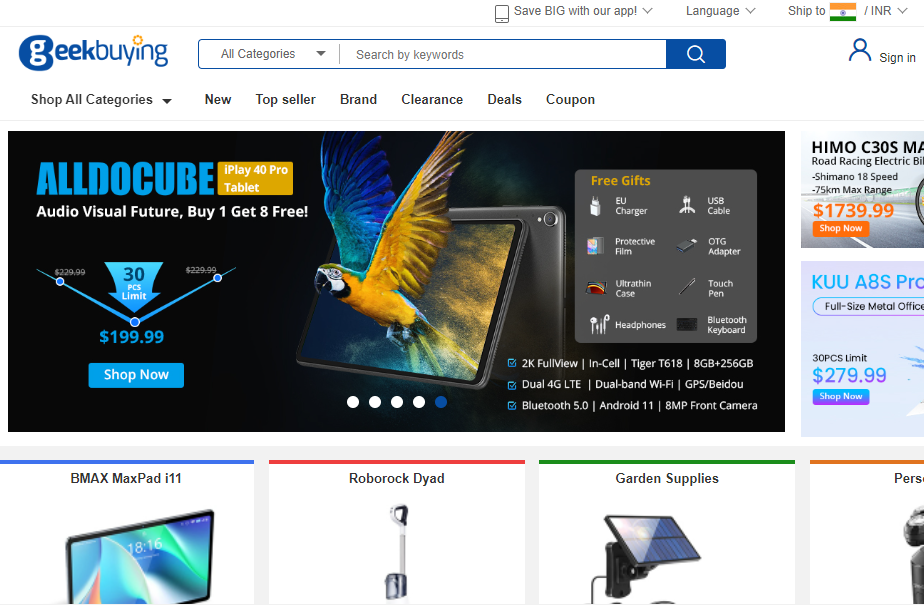 Save BIG with our app!
Language
Ship to
/ INR
geekbuying
All Categories
Search by keywords
Sign in
Shop All Categories
New
Top seller
Brand
Clearance
Deals
Coupon
ALLDOCUBE
iPlay 40 Pro
Tablet
Audio Visual Future, Buy 1 Get 8 Free!
$229.99
30
PCS
Limit
$229.99
$199.99
Shop Now
Free Gifts
EU
Charger
USB
Cable
Protective
Film
OTG
Adapter
Ultrathin
Case
Touch
Pen
Headphones
Bluetooth
Keyboard
2K FullView | In-Cell | Tiger T618 | 8GB+256GB
Dual 4G LTE | Dual-band Wi-Fi | GPS/Beidou
Bluetooth 5.0 | Android 11 | 8MP Front Camera
HIMO C30S MA
Road Racing Electric Bi
-Shimano 18 Speed
-75km Max Range
$1739.99
Shop Now
KUU A8S Pro
Full-Size Metal Office
30PCS Limit
$279.99
Shop Now
BMAX MaxPad i11
Roborock Dyad
Garden Supplies
Pers
18:16